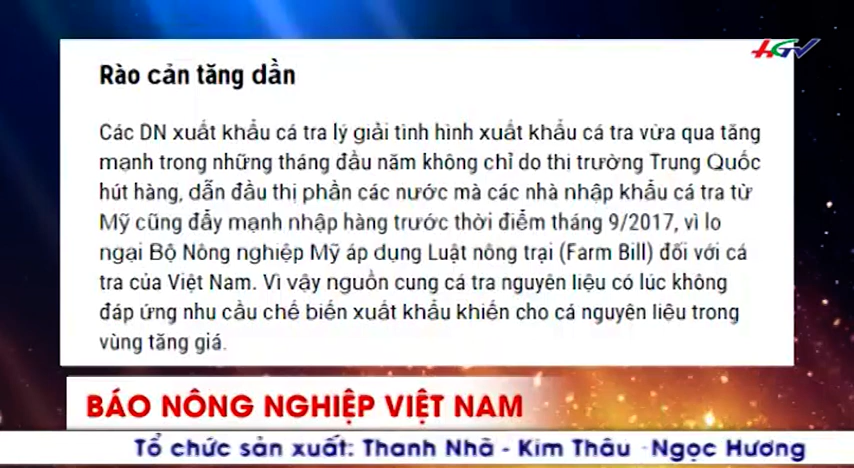 HGV
Rào cản tăng dần
Các DN xuất khẩu cá tra lý giải tình hình xuất khẩu cá tra vừa qua tăng
mạnh trong những tháng đầu năm không chỉ do thị trường Trung Quốc
hút hàng, dẫn đầu thị phần các nước mà các nhà nhập khẩu cá tra từ
Mỹ cũng đẩy mạnh nhập hàng trước thời điểm tháng 9/2017, vì lo
ngại Bộ Nông nghiệp Mỹ áp dụng Luật nông trại (Farm Bill) đối với cá
tra của Việt Nam. Vì vậy nguồn cung cá tra nguyên liệu có lúc không
đáp ứng nhu cầu chế biến xuất khẩu khiến cho cá nguyên liệu trong
vùng tăng giá.
BÁO NÔNG NGHIỆP VIỆT NAM
Tổ chức sản xuất: Thanh Nhã - Kim Thâu - Ngọc Hương